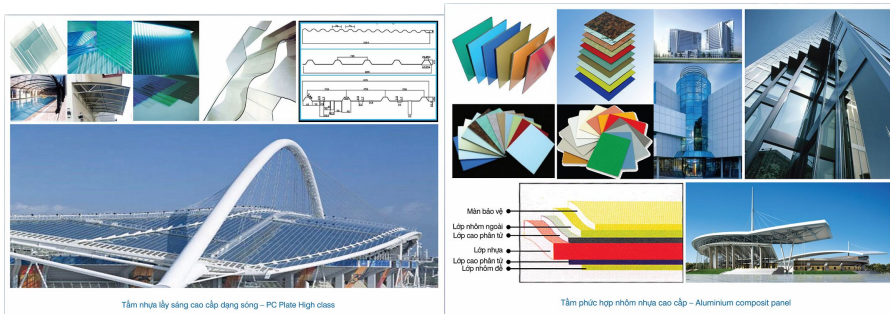 Tấm nhựa lấy sáng cao cấp dạng sóng – PC Plate High class
Màn bảo vệ
Lớp nhôm ngoài
Lớp cao phân tử
Lớp nhựa
Lớp cao phân tử
Lớp nhôm đế
Tấm phức hợp nhôm nhựa cao cấp – Aluminium composit panel